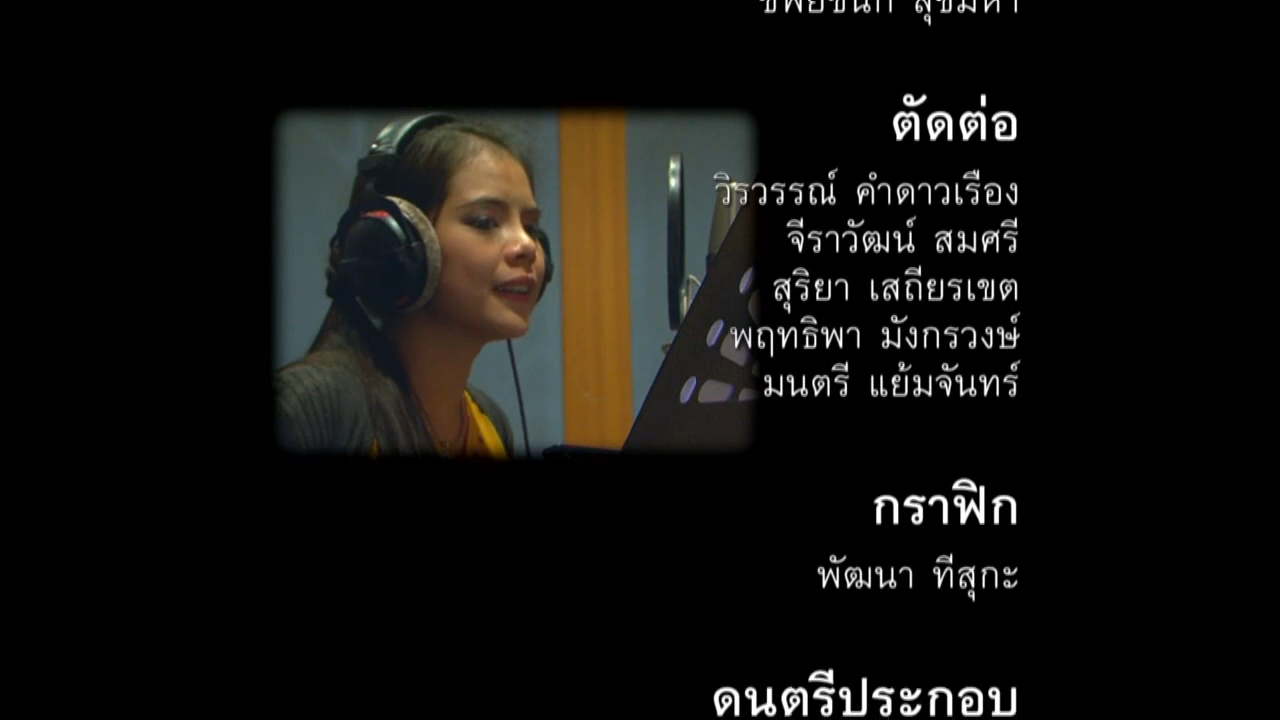 ตัดต่อ
วิรวรรณ์ คำดาวเรือง
จีราวัฒน์ สมศรี
สุริยา เสถียรเขต
พฤทธิพา มังกรวงษ์
มนตรี แย้มจันทร์
กราฟิก
พัฒนา ทีสุกะ
ดนตรีประกอบ